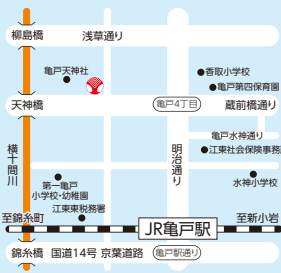 柳島橋
浅草通り
亀戸天神社
香取小学校
亀戸第四保育園
天神橋
亀戸4丁目
蔵前橋通り
亀戸水神通り
江東社会保険事務
横十間川
明治通り
第一亀戸
小学校・幼稚園
水神小学校
江東東税務署
至錦糸町
JR亀戸駅
至新小岩
錦糸橋
国道14号 京葉道路
亀戸駅通り